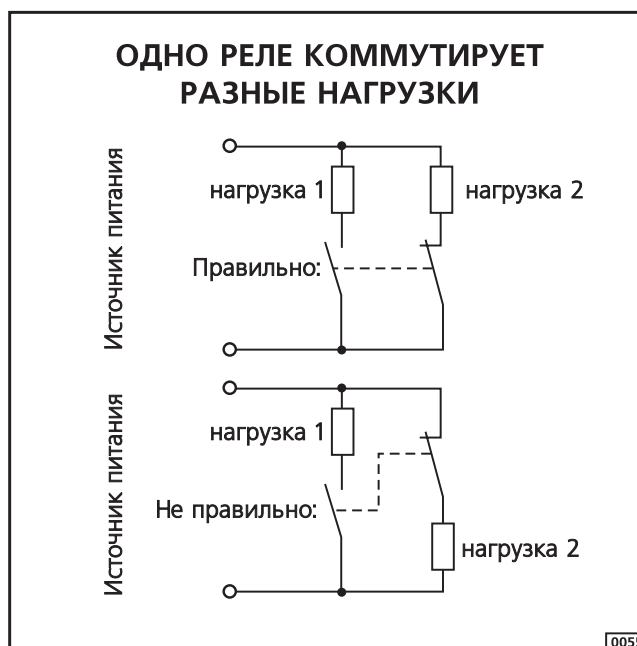 ОДНО РЕЛЕ КОММУТИРУЕТ
РАЗНЫЕ НАГРУЗКИ
Источник питания
нагрузка 1
нагрузка 2
Правильно:
Источник питания
нагрузка 1
Не правильно:
нагрузка 2